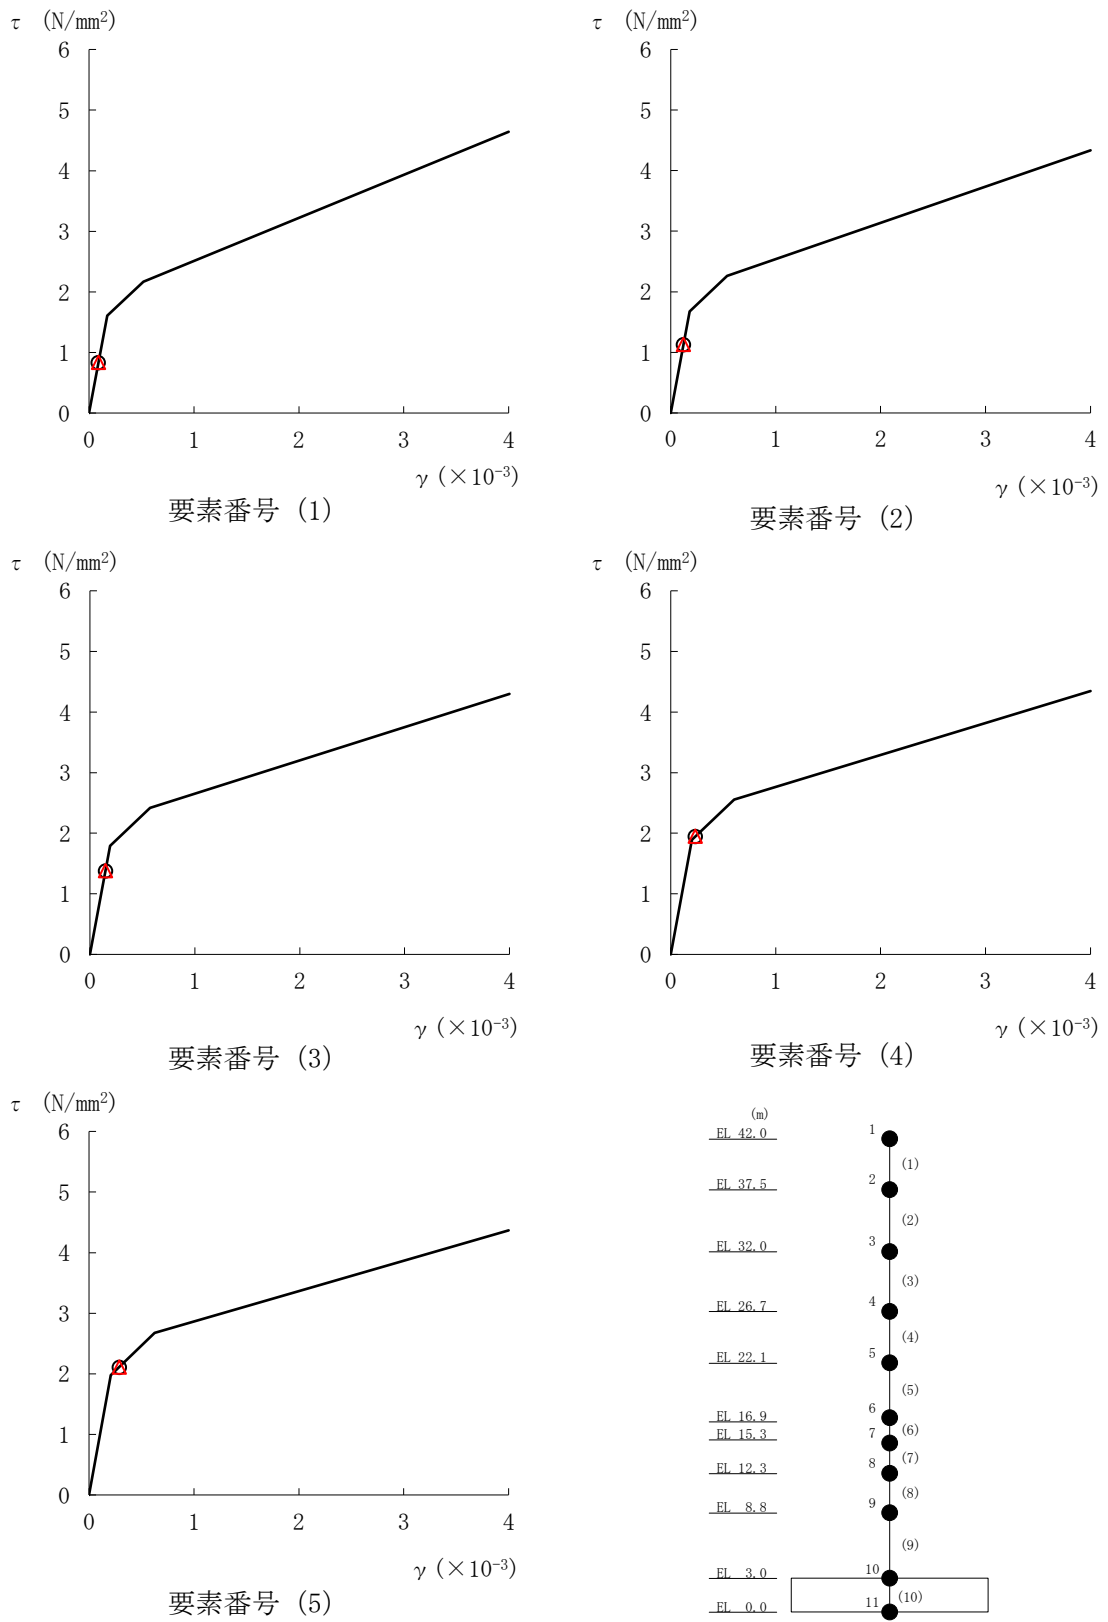 τ (N/mm²)
6
5
4
3
2
1
0
0 1 2 3 4
γ (×10⁻³)
要素番号 (1)
τ (N/mm²)
6
5
4
3
2
1
0
0 1 2 3 4
γ (×10⁻³)
要素番号 (2)
τ (N/mm²)
6
5
4
3
2
1
0
0 1 2 3 4
γ (×10⁻³)
要素番号 (3)
τ (N/mm²)
6
5
4
3
2
1
0
0 1 2 3 4
γ (×10⁻³)
要素番号 (4)
τ (N/mm²)
6
5
4
3
2
1
0
0 1 2 3 4
γ (×10⁻³)
要素番号 (5)
(m)
EL 42.0 1
(1)
EL 37.5 2
(2)
EL 32.0 3
(3)
EL 26.7 4
(4)
EL 22.1 5
(5)
EL 16.9 6
(6)
EL 15.3 7
(7)
EL 12.3 8
(8)
EL 8.8 9
(9)
EL 3.0 10
(10)
EL 0.0 11